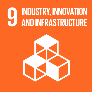 9 INDUSTRY, INNOVATION
AND INFRASTRUCTURE